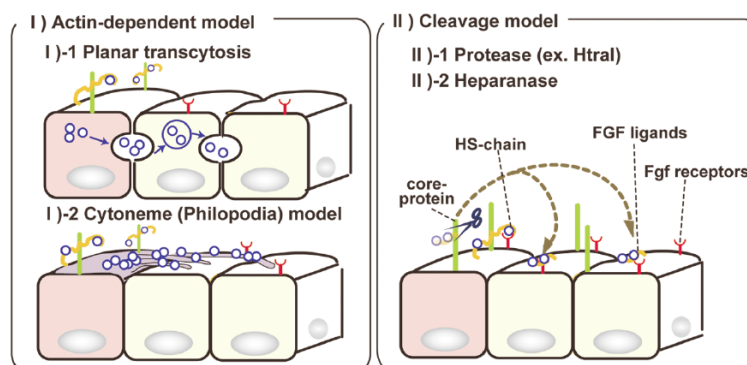 I ) Actin-dependent model
I )-1 Planar transcytosis
I )-2 Cytoneme (Philopodia) model
II ) Cleavage model
II )-1 Protease (ex. Htral)
II )-2 Heparanase
HS-chain
FGF ligands
core-
protein
Fgf receptors